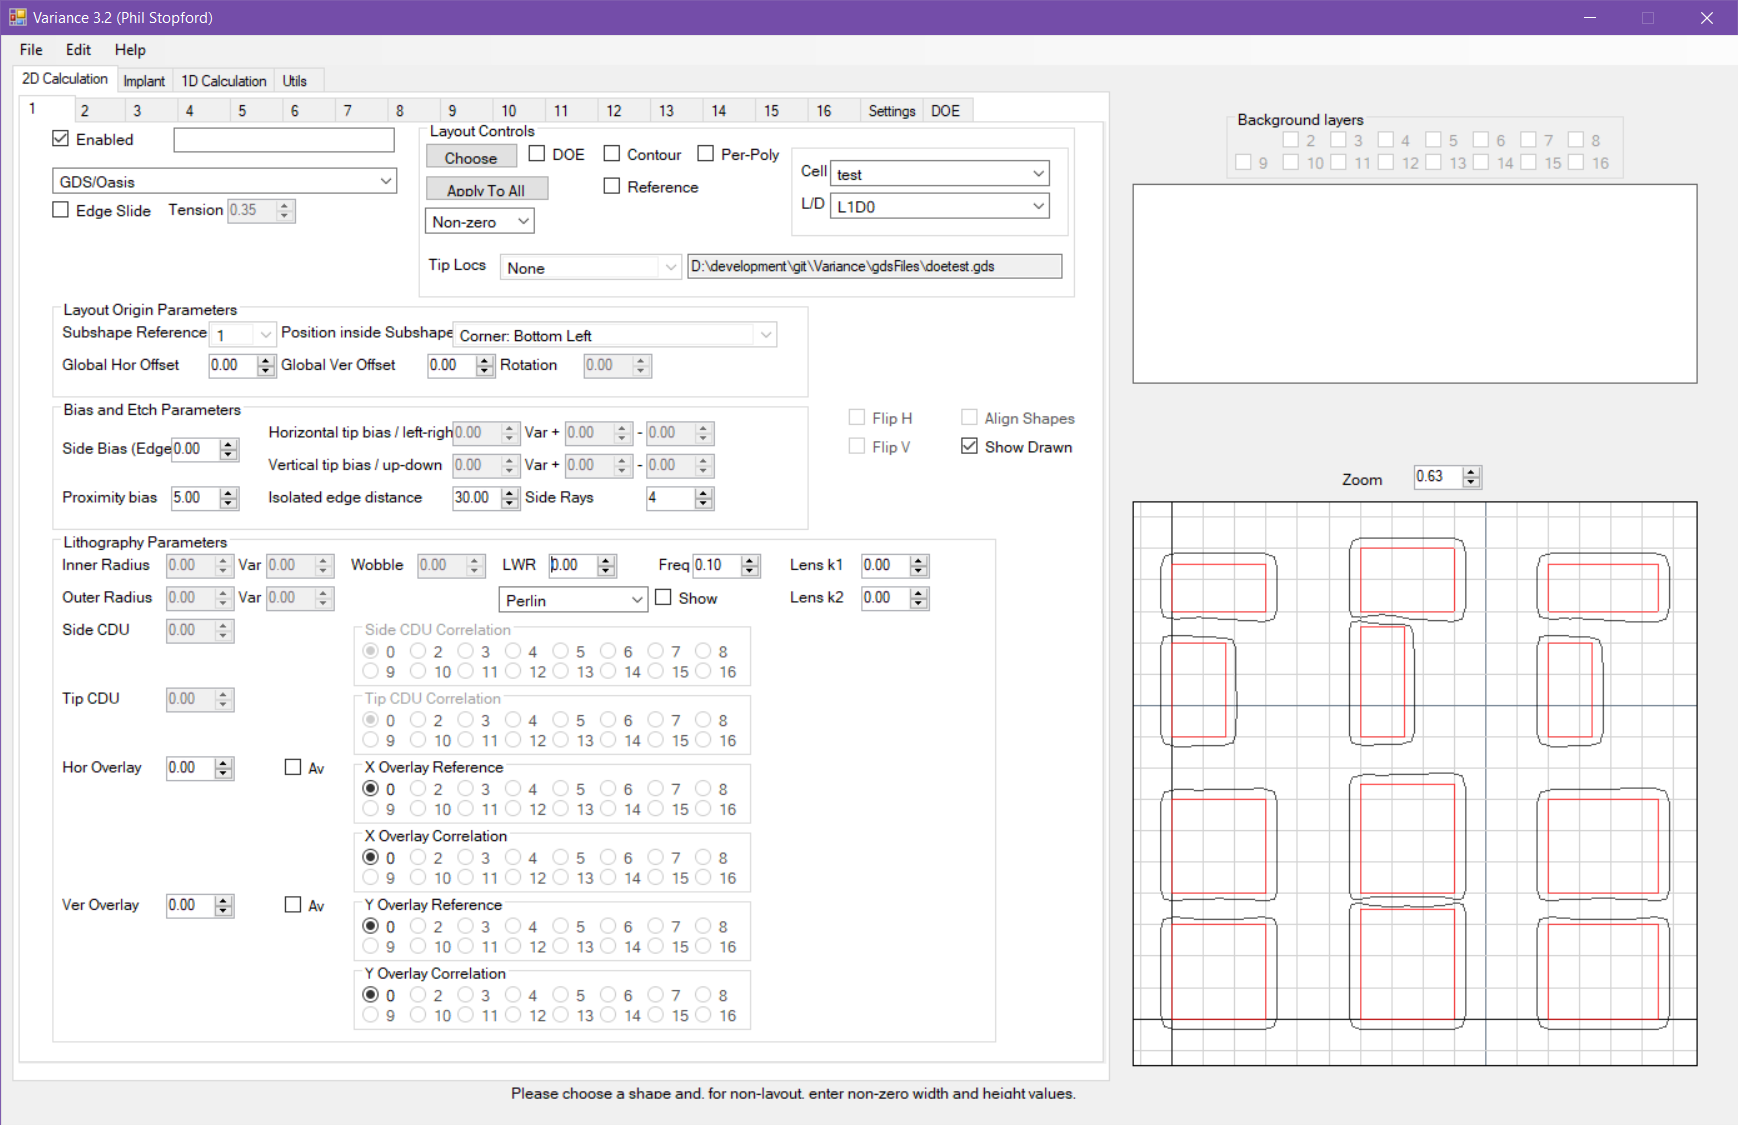 Variance 3.2 (Phil Stopford)
File Edit Help
2D Calculation Implant 1D Calculation Utils
1 2 3 4 5 6 7 8 9 10 11 12 13 14 15 16 Settings DOE
Enabled
GDS/Oasis
Edge Slide Tension 0.35
Layout Controls
Choose DOE Contour Per-Poly
Apply To All Reference
Non-zero
Cell test
L/D L1D0
Tip Locs None D:\development\git\Variance\gdsFiles\doetest.gds
Layout Origin Parameters
Subshape Reference 1 Position inside Subshape Corner: Bottom Left
Global Hor Offset 0.00 Global Ver Offset 0.00 Rotation 0.00
Bias and Etch Parameters
Side Bias (Edge 0.00
Horizontal tip bias / left-righ 0.00 Var + 0.00 - 0.00
Vertical tip bias / up-down 0.00 Var + 0.00 - 0.00
Proximity bias 5.00 Isolated edge distance 30.00 Side Rays 4
Flip H Align Shapes
Flip V Show Drawn
Lithography Parameters
Inner Radius 0.00 Var 0.00 Wobble 0.00 LWR 0.00 Freq 0.10 Lens k1 0.00
Outer Radius 0.00 Var 0.00 Perlin Show Lens k2 0.00
Side CDU 0.00
Side CDU Correlation
0 2 3 4 5 6 7 8
9 10 11 12 13 14 15 16
Tip CDU 0.00
Tip CDU Correlation
0 2 3 4 5 6 7 8
9 10 11 12 13 14 15 16
Hor Overlay 0.00 Av
X Overlay Reference
0 2 3 4 5 6 7 8
9 10 11 12 13 14 15 16
X Overlay Correlation
0 2 3 4 5 6 7 8
9 10 11 12 13 14 15 16
Ver Overlay 0.00 Av
Y Overlay Reference
0 2 3 4 5 6 7 8
9 10 11 12 13 14 15 16
Y Overlay Correlation
0 2 3 4 5 6 7 8
9 10 11 12 13 14 15 16
Background layers
2 3 4 5 6 7 8
9 10 11 12 13 14 15 16
Zoom 0.63
Please choose a shape and, for non-layout, enter non-zero width and height values.